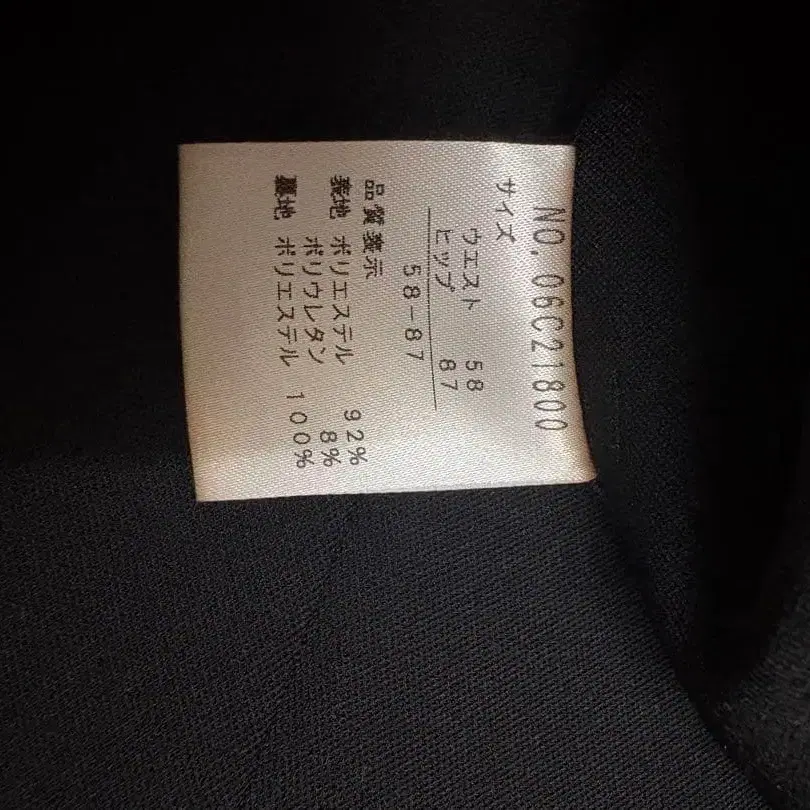 NO. 06C21800
サイズ
ウエスト 58
ヒップ 87
58-87
品質表示
表地 ポリエステル 92%
ポリウレタン 8%
裏地 ポリエステル 100%